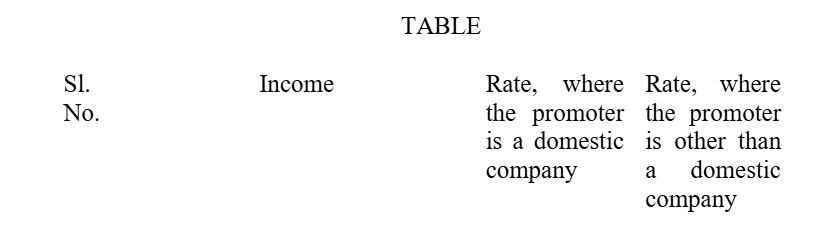 TABLE
Sl. No.
Income
Rate, where the promoter is a domestic company
Rate, where the promoter is other than a domestic company